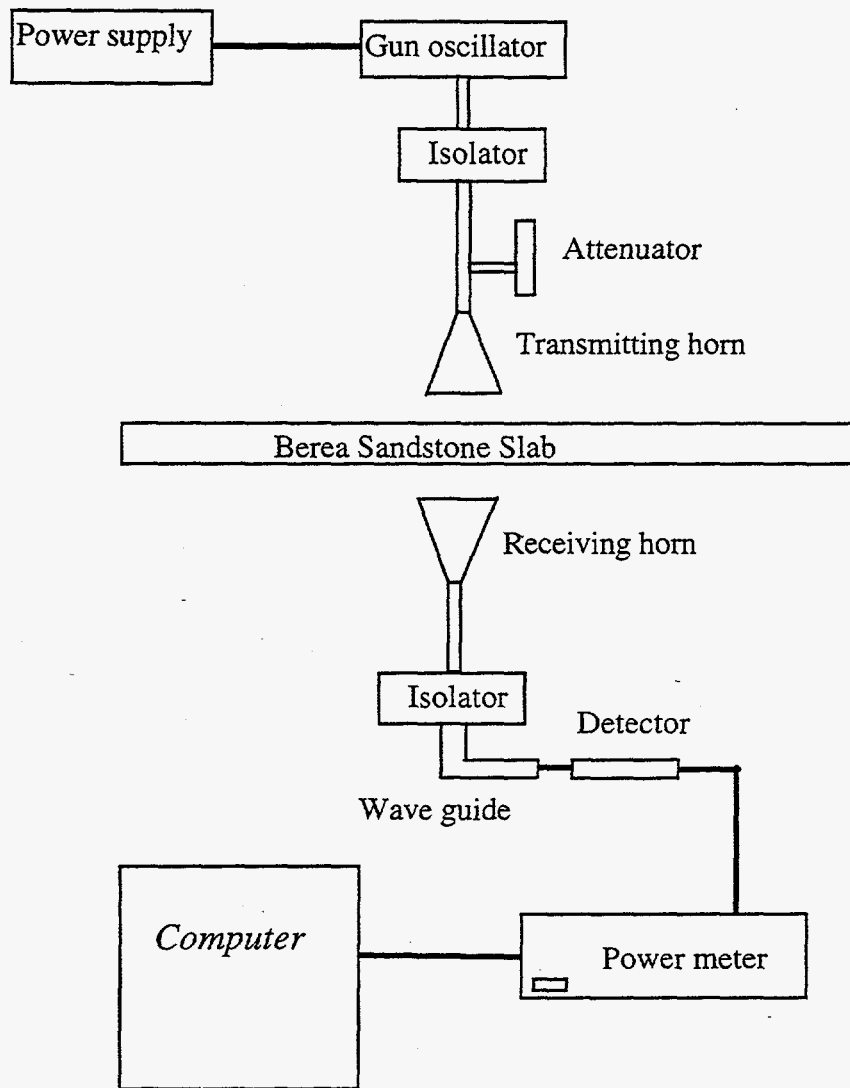 Power supply
Gun oscillator
Isolator
Attenuator
Transmitting horn
Berea Sandstone Slab
Receiving horn
Isolator
Detector
Wave guide
Computer
Power meter